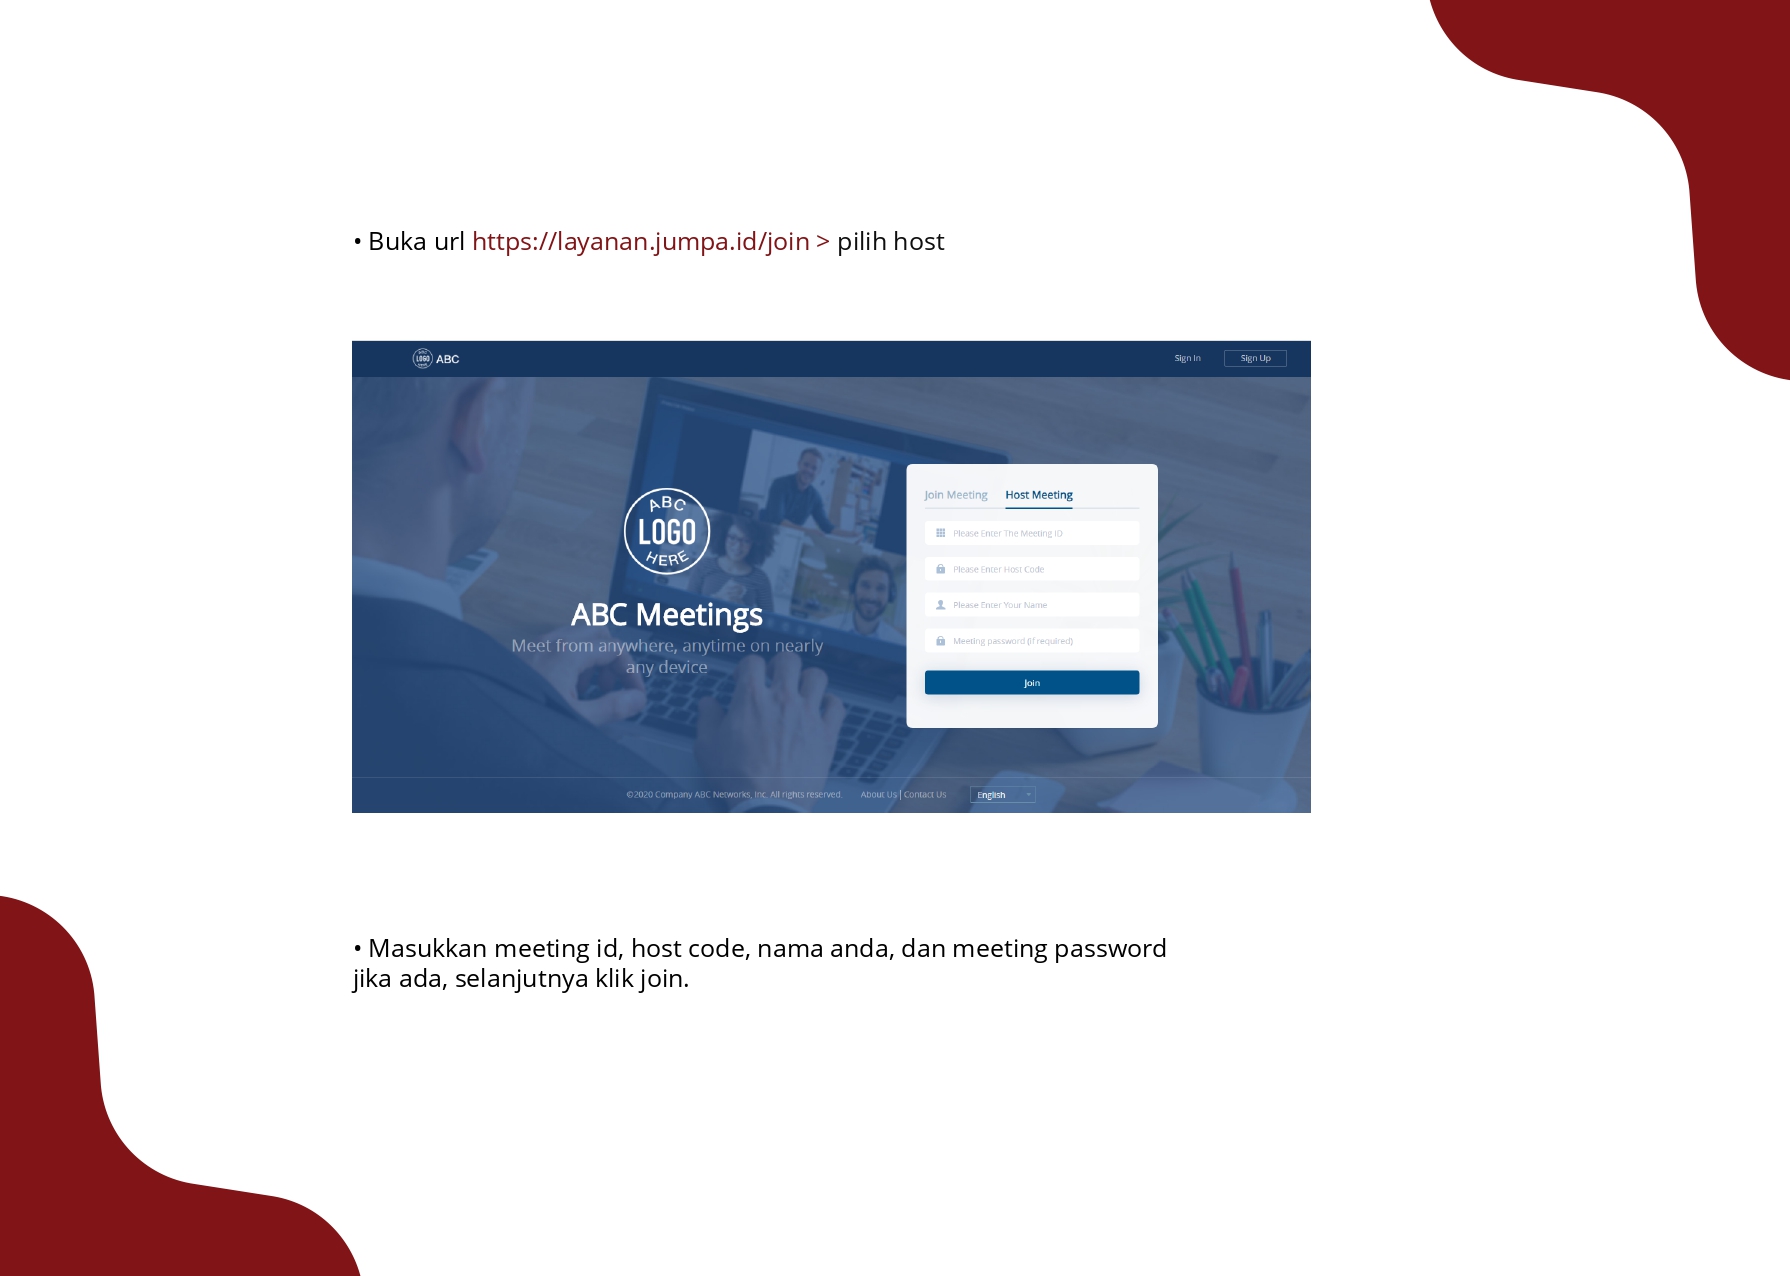 • Buka url https://layanan.jumpa.id/join > pilih host
LOGO
ABC
Sign In
Sign Up
ABC
LOGO
HERE
ABC Meetings
Meet from anywhere, anytime on nearly
any device
Join Meeting
Host Meeting
Please Enter The Meeting ID
Please Enter Host Code
Please Enter Your Name
Meeting password (if required)
Join
©2020 Company ABC Networks, Inc. All rights reserved.
About Us | Contact Us
English
• Masukkan meeting id, host code, nama anda, dan meeting password
jika ada, selanjutnya klik join.